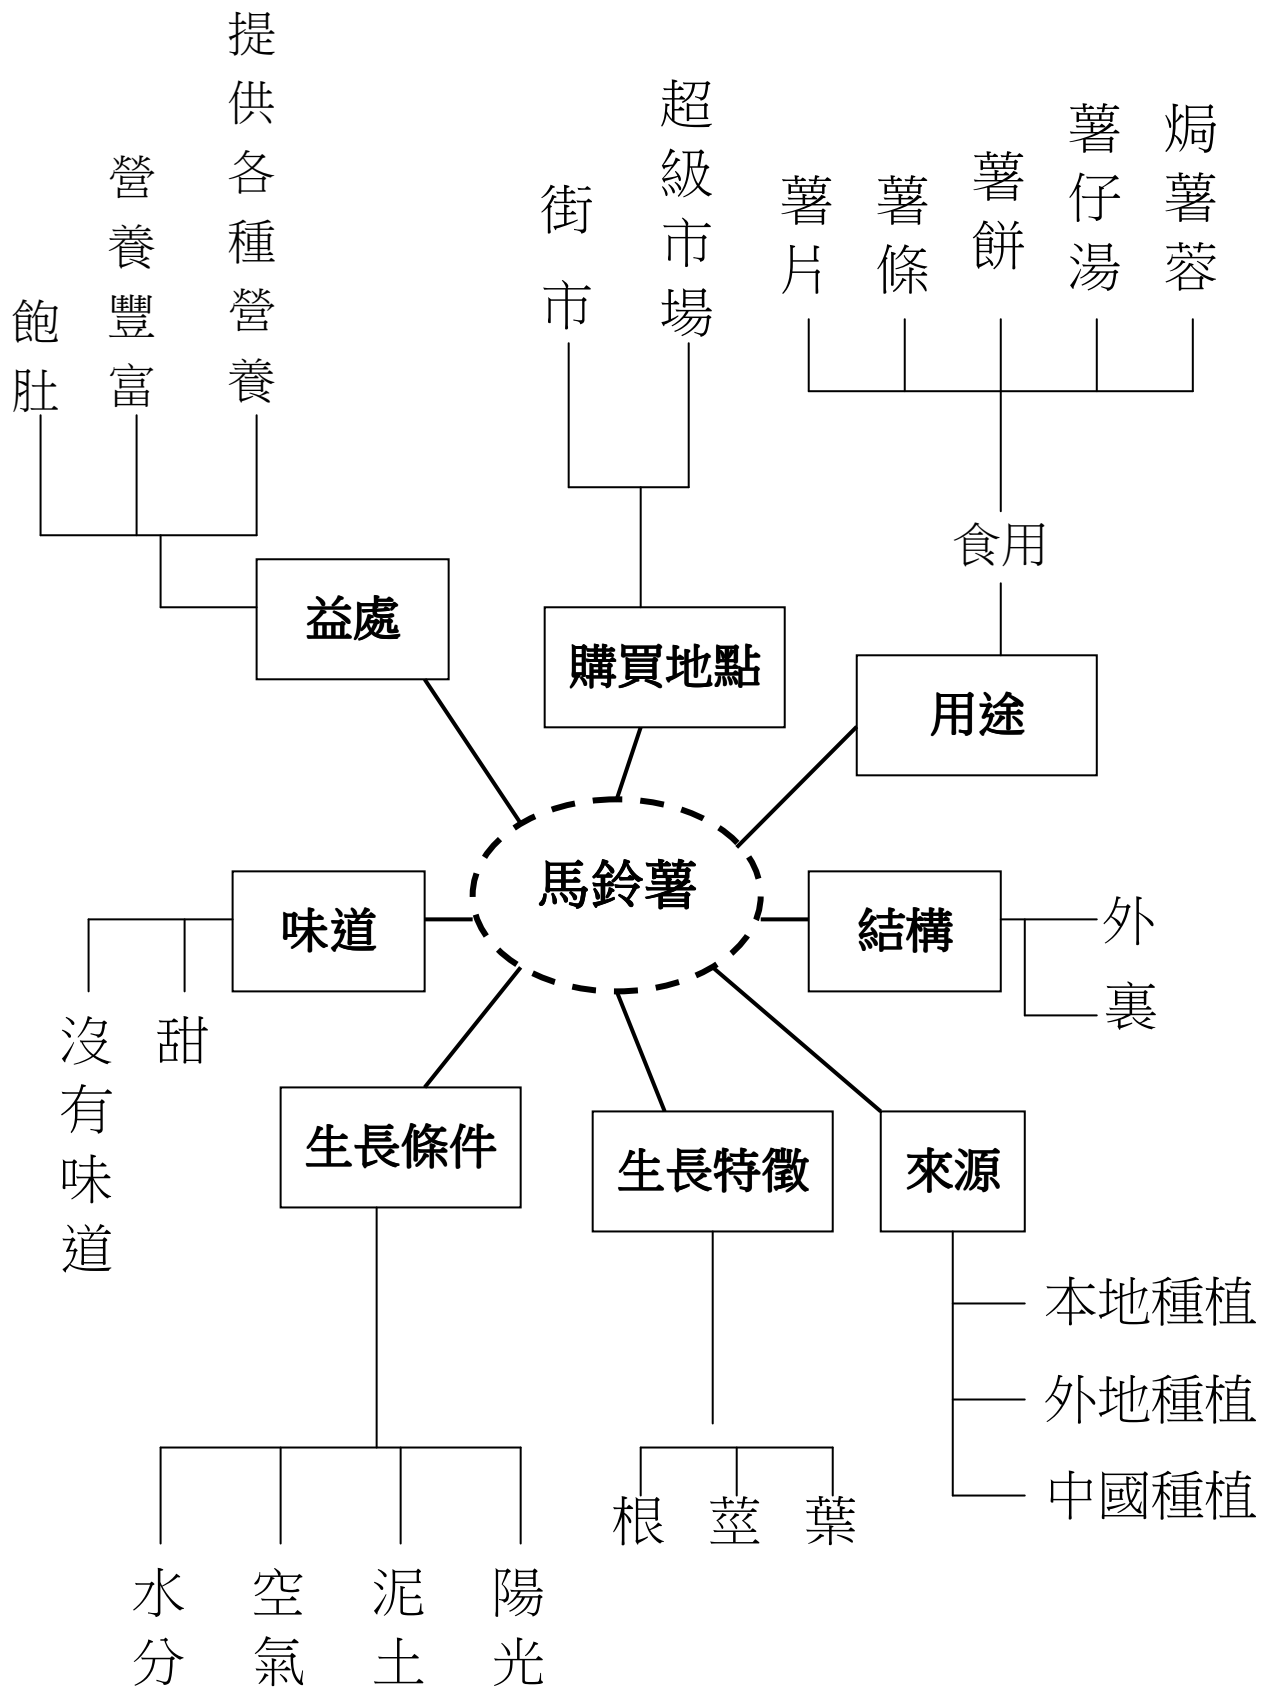 提供各種營養
營養豐富
飽肚
街市
超級市場
薯片
薯條
薯餅
薯仔湯
焗薯蓉
食用
益處
購買地點
用途
馬鈴薯
味道
結構
外
裏
沒有味道
甜
生長條件
生長特徵
來源
本地種植
外地種植
中國種植
根
莖
葉
水分
空氣
泥土
陽光